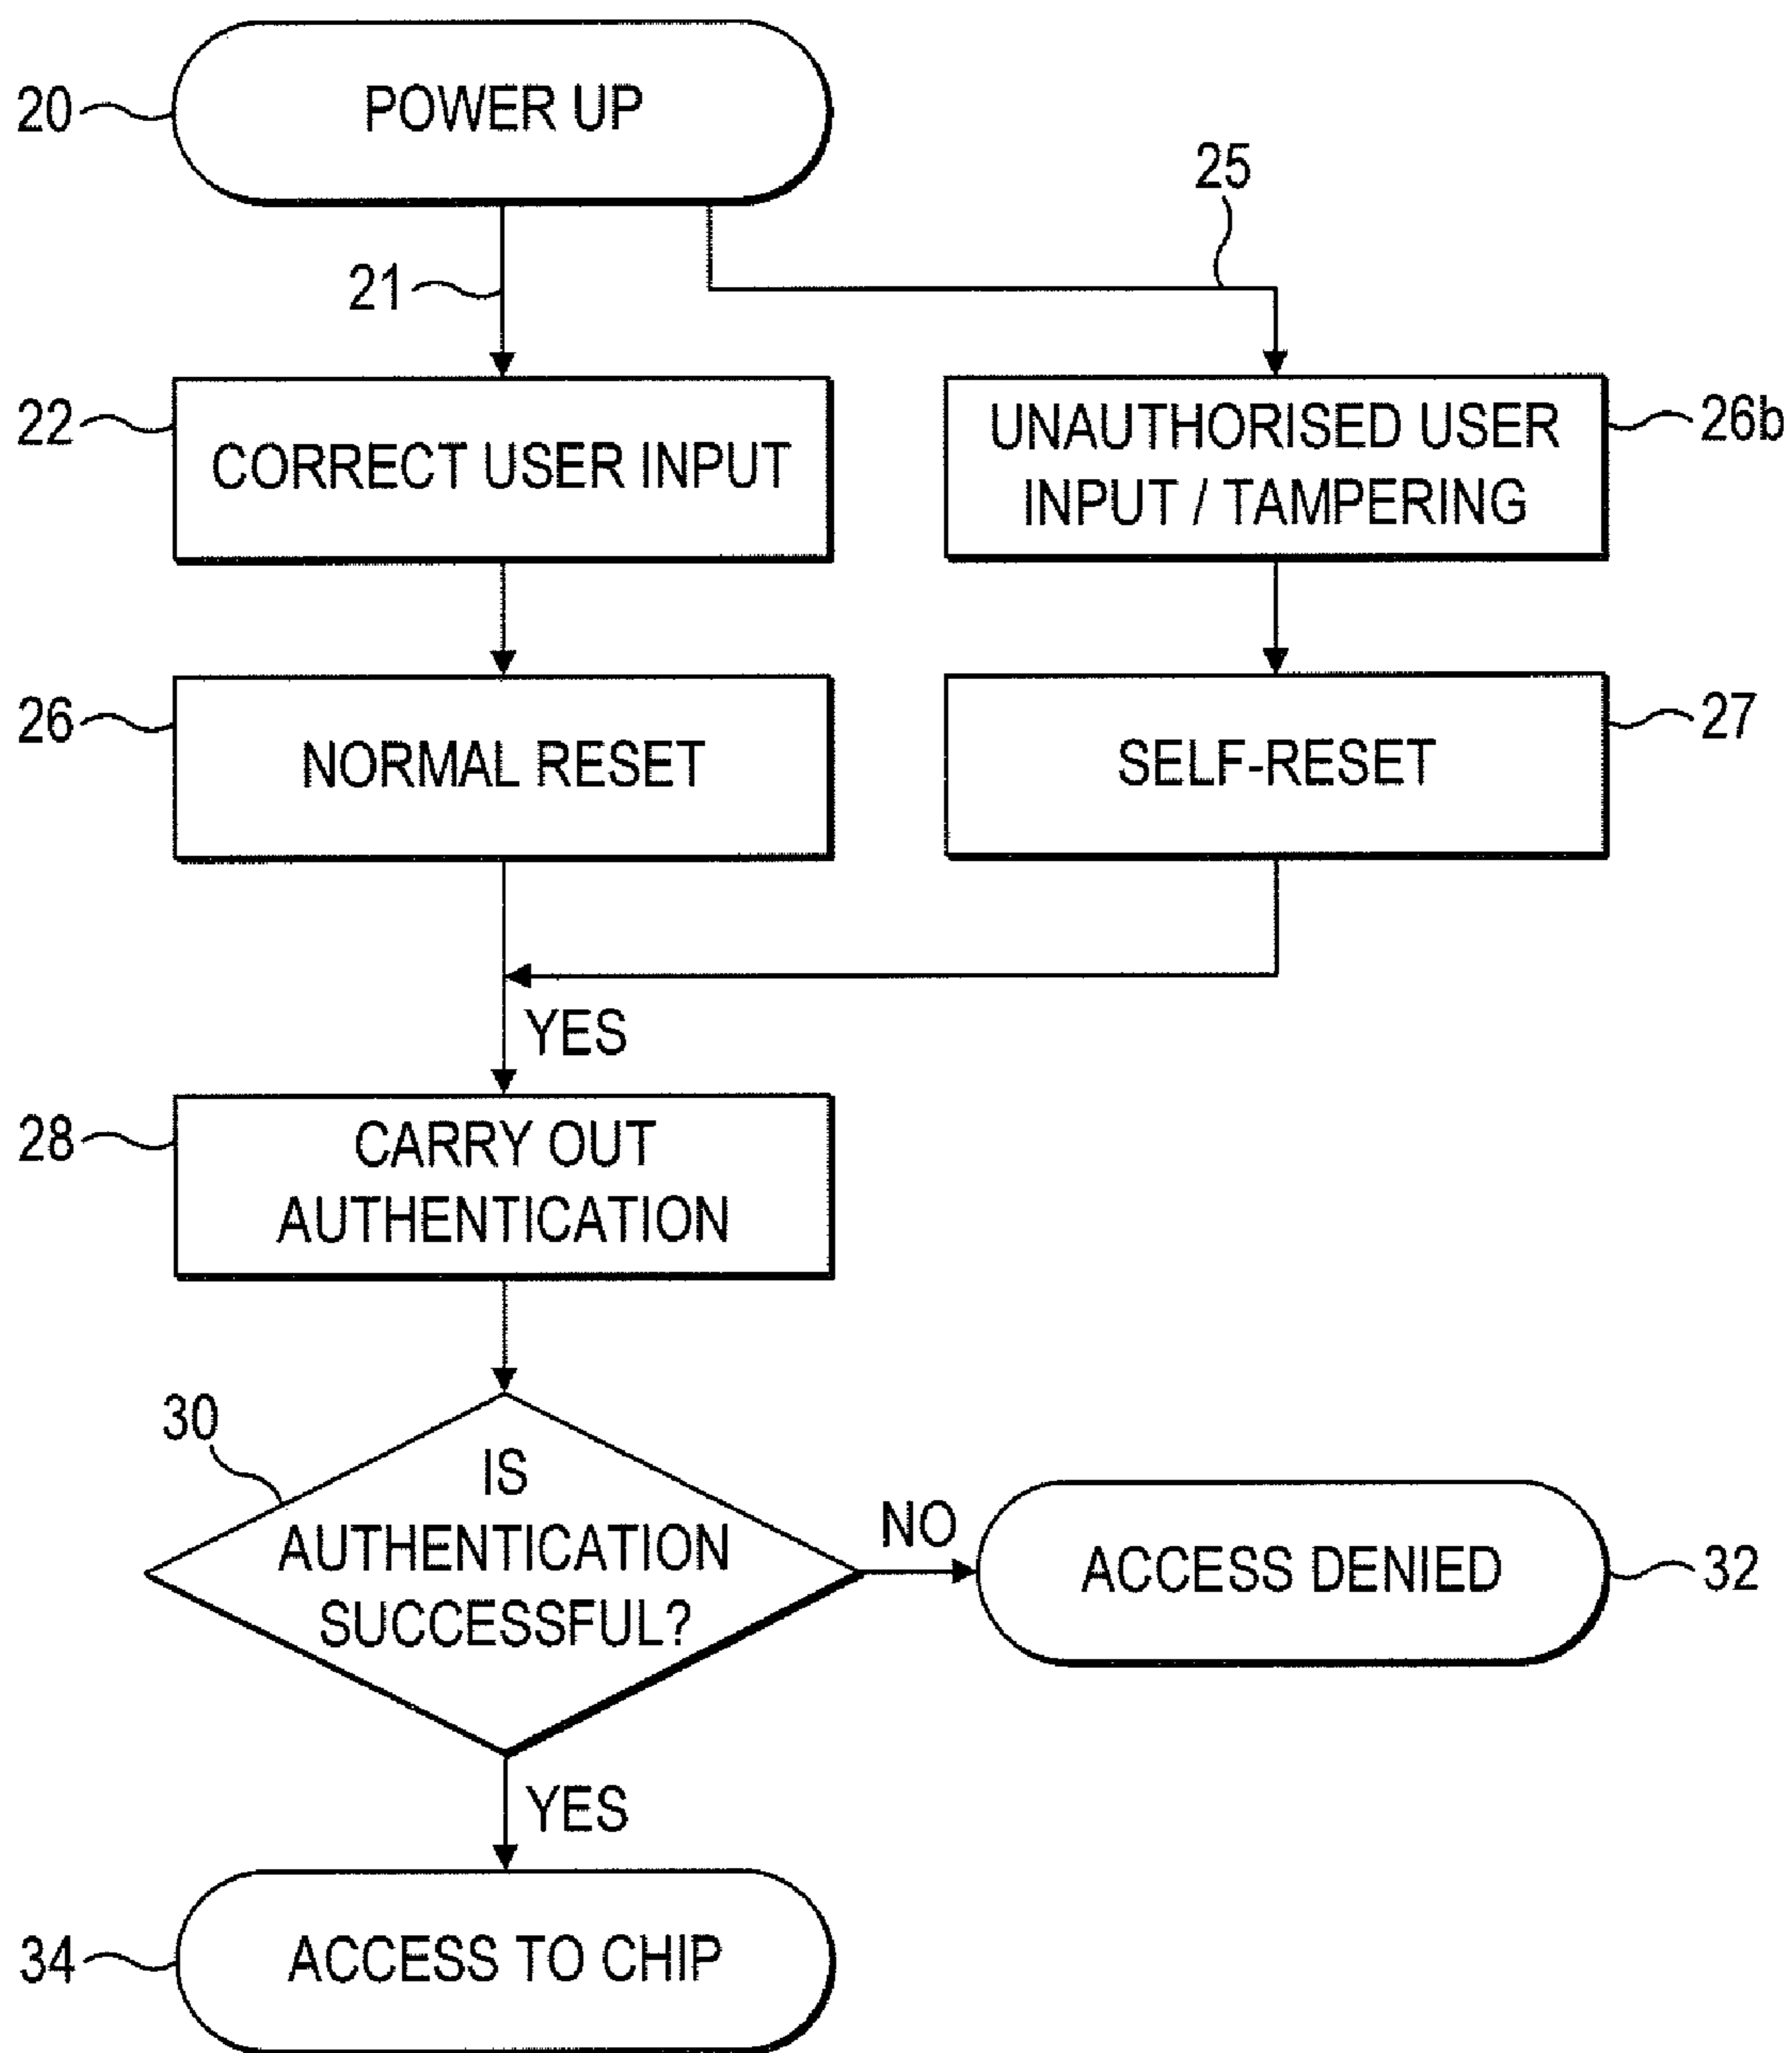 20
POWER UP
25
21
22
CORRECT USER INPUT
UNAUTHORISED USER
INPUT / TAMPERING
26b
26
NORMAL RESET
SELF-RESET
27
YES
28
CARRY OUT
AUTHENTICATION
30
IS
AUTHENTICATION
SUCCESSFUL?
NO
ACCESS DENIED
32
YES
34
ACCESS TO CHIP